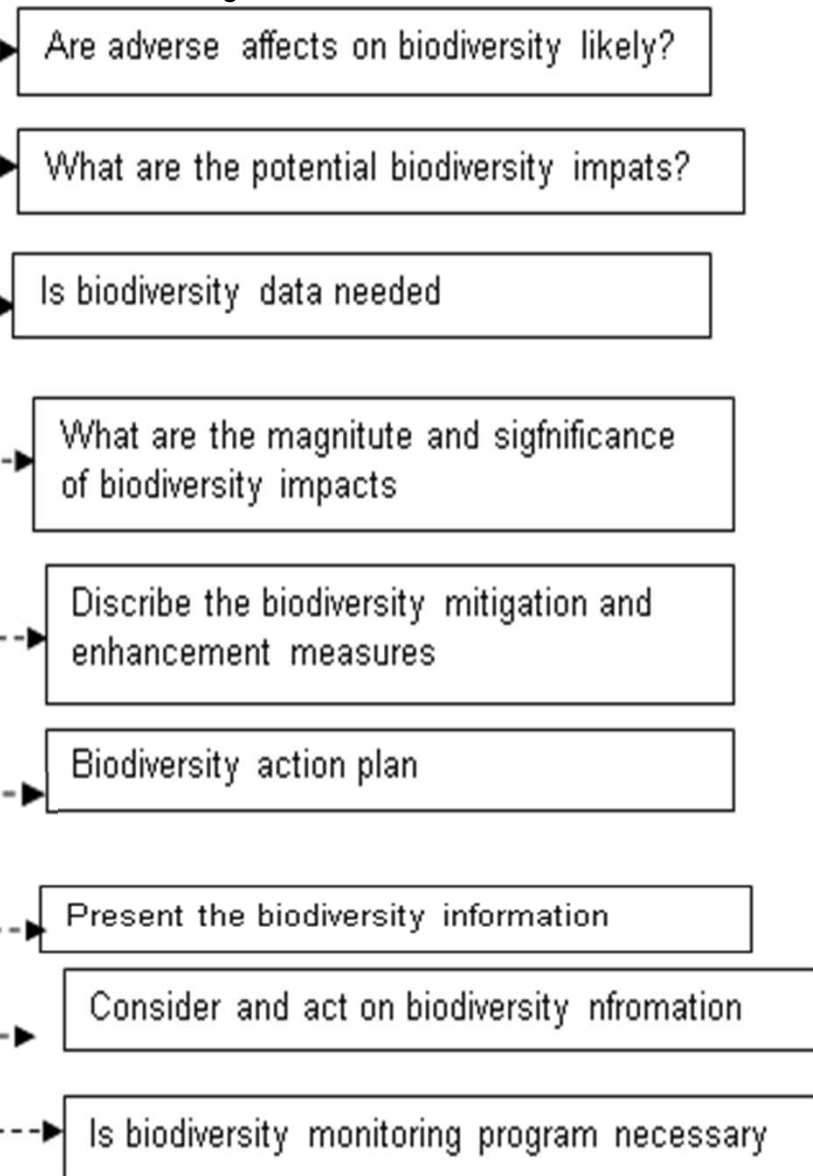 Are adverse affects on biodiversity likely?
What are the potential biodiversity impats?
Is biodiversity data needed
What are the magnitute and sigfnificance
of biodiversity impacts
Discribe the biodiversity mitigation and
enhancement measures
Biodiversity action plan
Present the biodiversity information
Consider and act on biodiversity nfromation
Is biodiversity monitoring program necessary